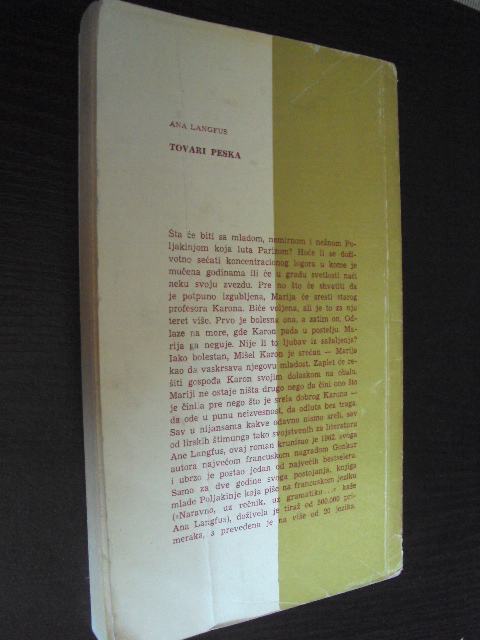 ANA LANGFUS
TOVARI PESKA
Šta će biti sa mladom, nemirnom i nežnom Po-
ljakinjom koja luta Parizom? Hoće li se doži-
votno sećati koncentracionog logora u kome je
mučena godinama ili će u gradu svetlosti naći
neku svoju zvezdu. Pre no što će shvatiti da
je potpuno izgubljena, Marija će sresti starog
profesora Karona. Biće voljena, ali je to za nju
teret više. Prvo je bolesna ona, a zatim on. Od-
laze na more, gde Karon pada u postelju. Ma-
rija ga neguje. Nije li to ljubav iz sažaljenja?
Iako bolestan, Mišel Karon je srećan — Marija
kao da vaskrsava njegovu mladost. Zaplet će re-
šiti gospođa Karon svojim dolaskom na obalu.
Mariji ne ostaje ništa drugo nego da čini ono što
je činila pre nego što je srela dobrog Karona —
da ode u punu neizvesnost, da odluta bez traga.
Sav u nijansama kakve odavno nismo sreli, sav
od lirskih štimunga tako svojstvenih za literaturu
Ane Langfus, ovaj roman krunisao je 1962. svoga
autora najvećom francuskom nagradom Gonkur
i ubrzo je postao jedan od najvećih bestselera.
Samo za dve godine svoga postojanja, knjiga
mlade Poljakinje koja piše na francuskom jeziku
(»Naravno, uz rečnik, uz gramatiku . . .« kaže
Ana Langfus), doživela je tiraž od 500.000 pri-
meraka, a prevedena je na više od 20 jezika.